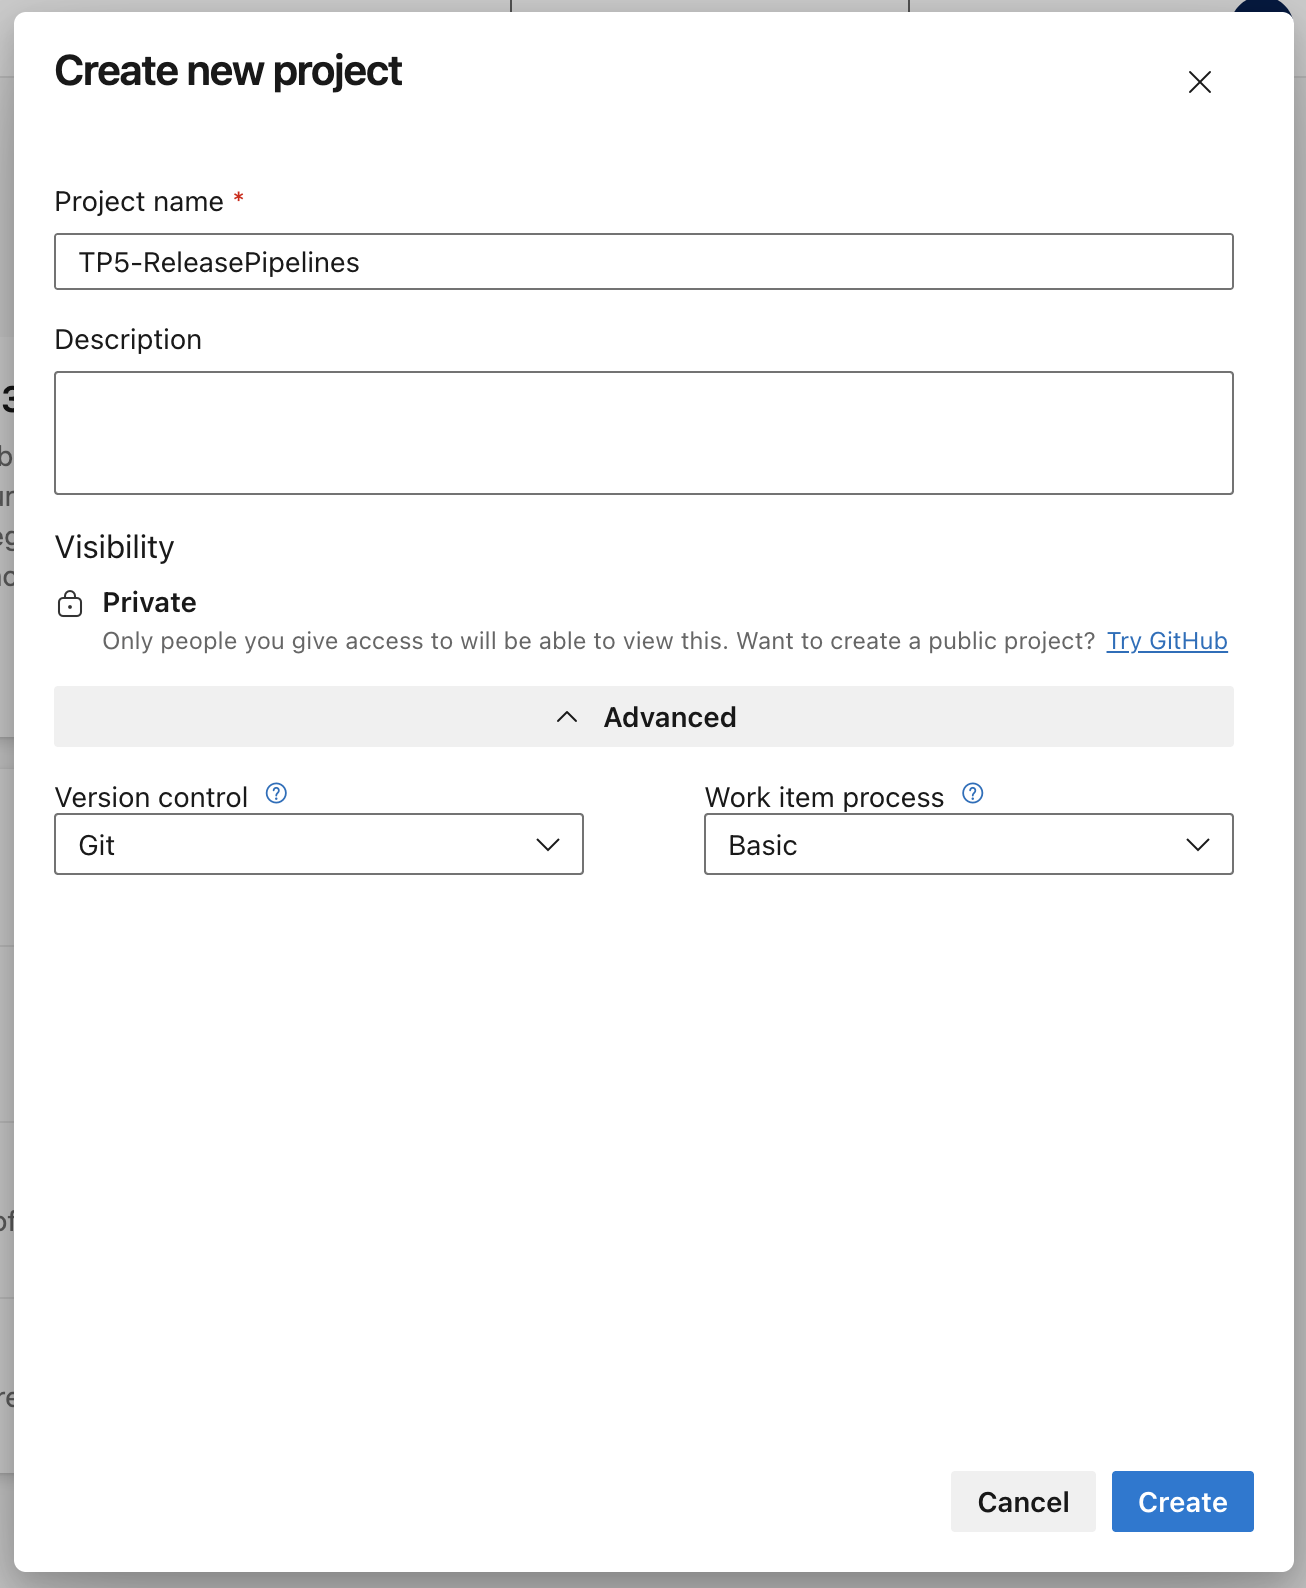 Create new project
Project name *
TP5-ReleasePipelines
Description
Visibility
Private
Only people you give access to will be able to view this. Want to create a public project? Try GitHub
Advanced
Version control
Work item process
Git
Basic
Cancel
Create